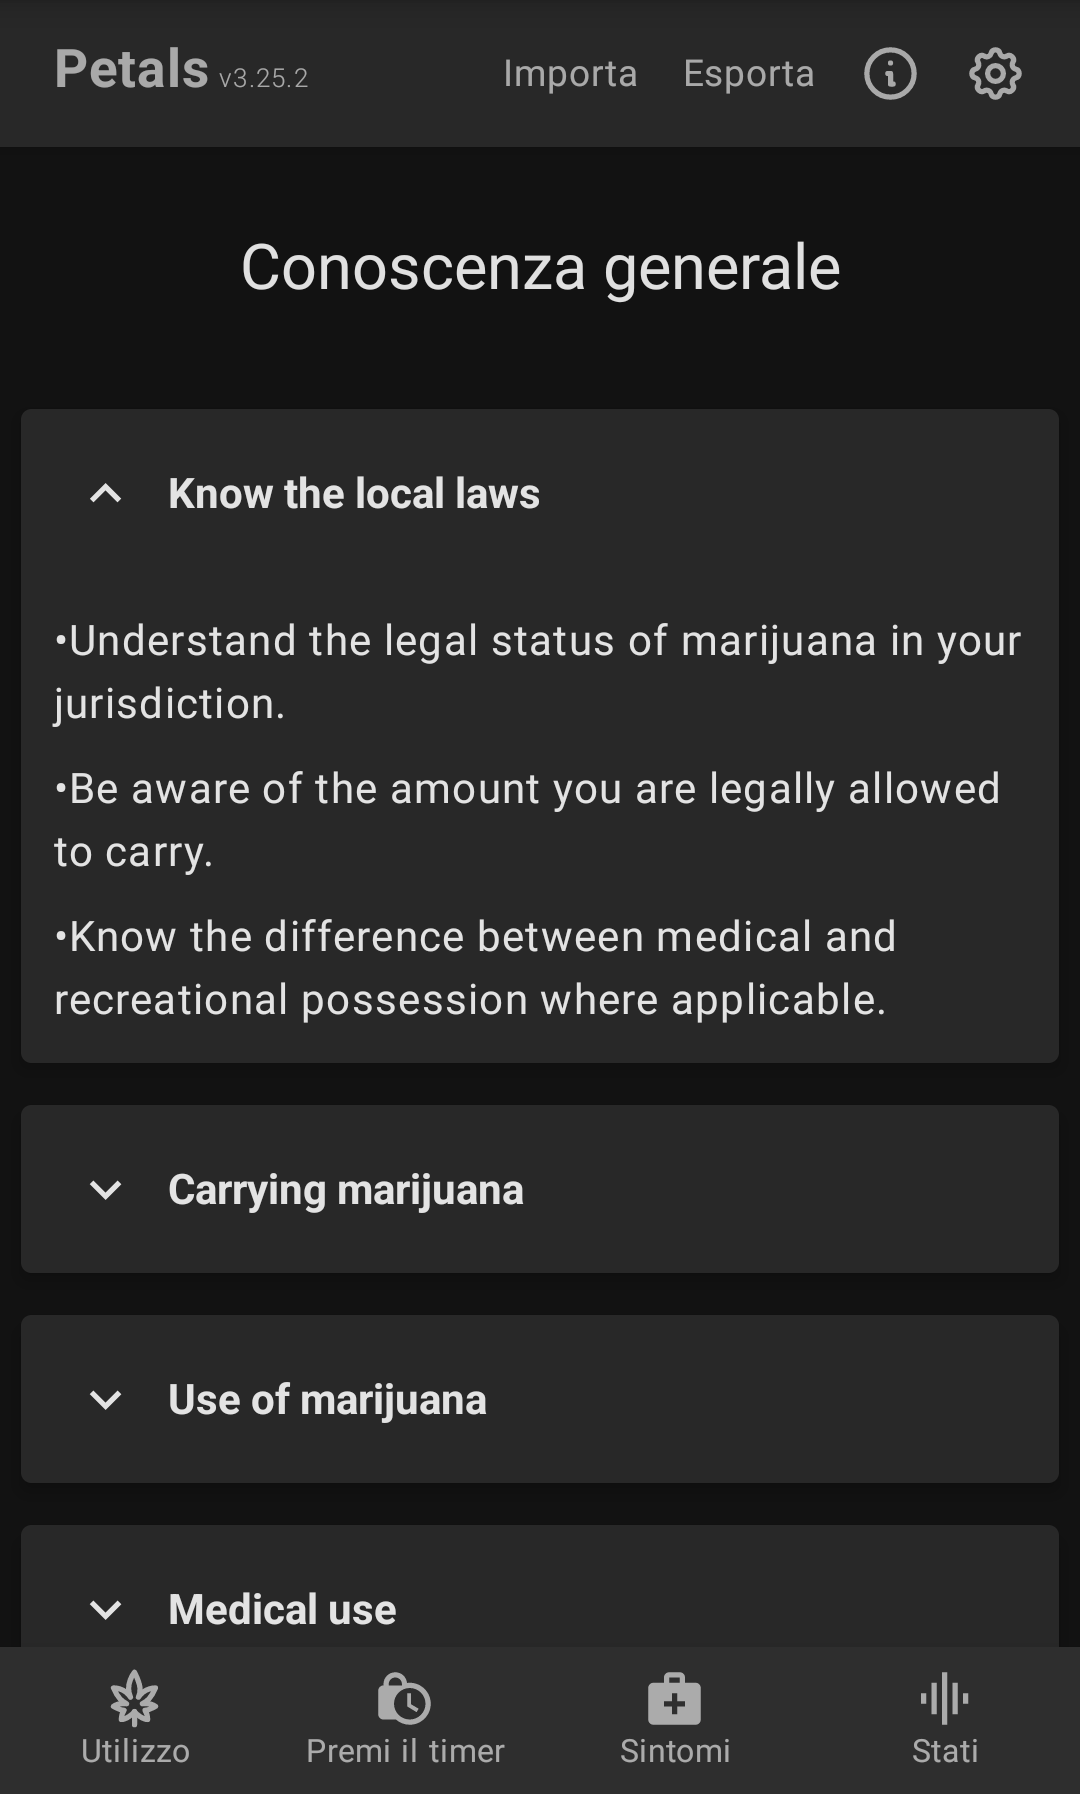 Petals v3.25.2 Importa Esporta
Conoscenza generale
Know the local laws
•Understand the legal status of marijuana in your
jurisdiction.
•Be aware of the amount you are legally allowed
to carry.
•Know the difference between medical and
recreational possession where applicable.
Carrying marijuana
Use of marijuana
Medical use
Utilizzo Premi il timer Sintomi Stati